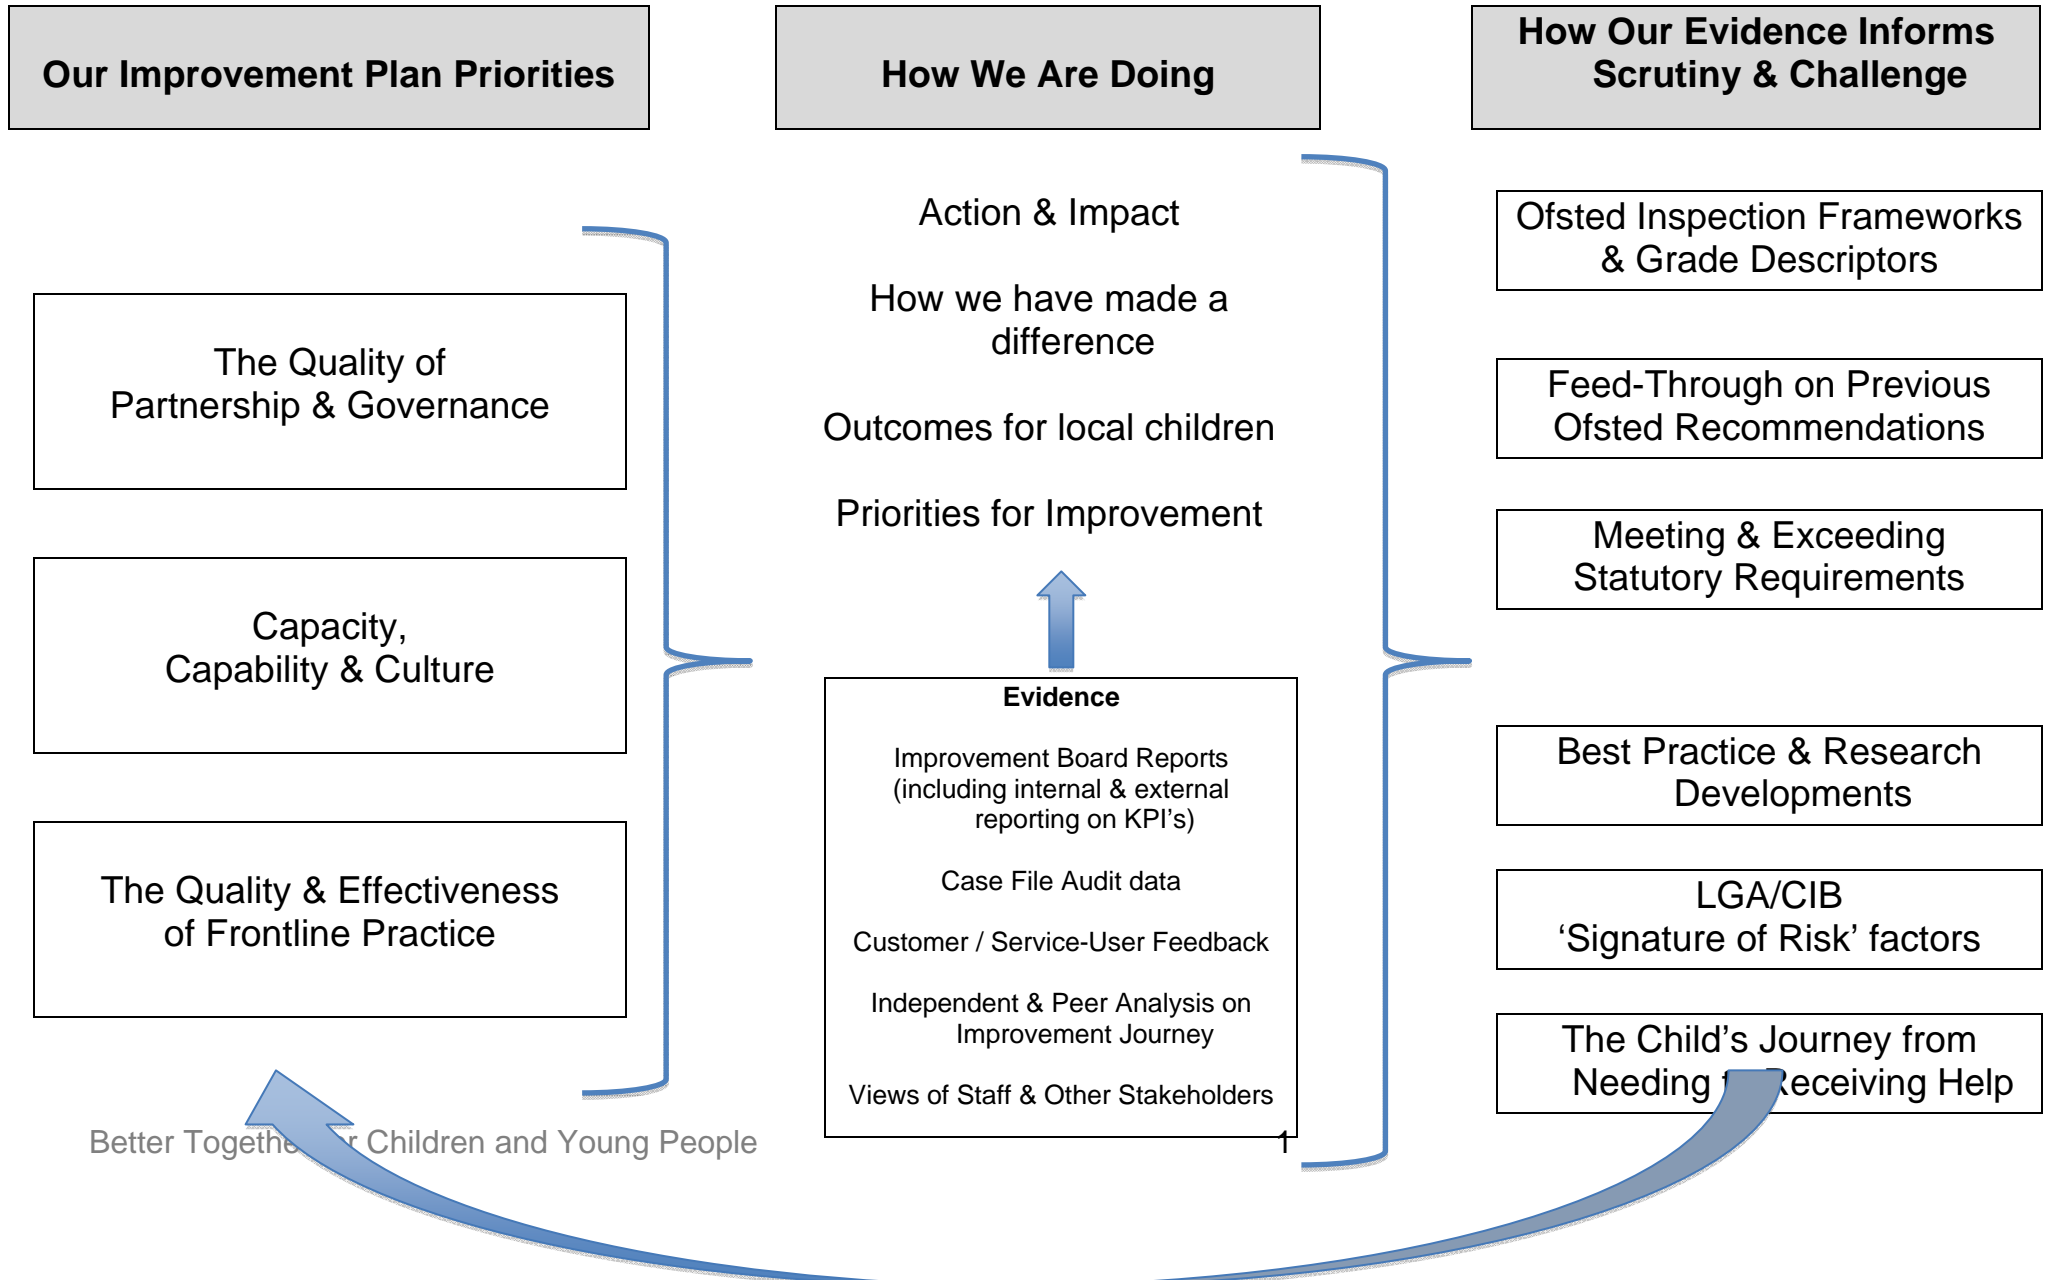 Our Improvement Plan Priorities
How We Are Doing
How Our Evidence Informs
Scrutiny & Challenge
The Quality of
Partnership & Governance
Capacity,
Capability & Culture
The Quality & Effectiveness
of Frontline Practice
Action & Impact
How we have made a
difference
Outcomes for local children
Priorities for Improvement
Evidence
Improvement Board Reports
(including internal & external
reporting on KPI’s)
Case File Audit data
Customer / Service-User Feedback
Independent & Peer Analysis on
Improvement Journey
Views of Staff & Other Stakeholders
Ofsted Inspection Frameworks
& Grade Descriptors
Feed-Through on Previous
Ofsted Recommendations
Meeting & Exceeding
Statutory Requirements
Best Practice & Research
Developments
LGA/CIB
‘Signature of Risk’ factors
The Child’s Journey from
Needing Receiving Help
Better Together Children and Young People
1